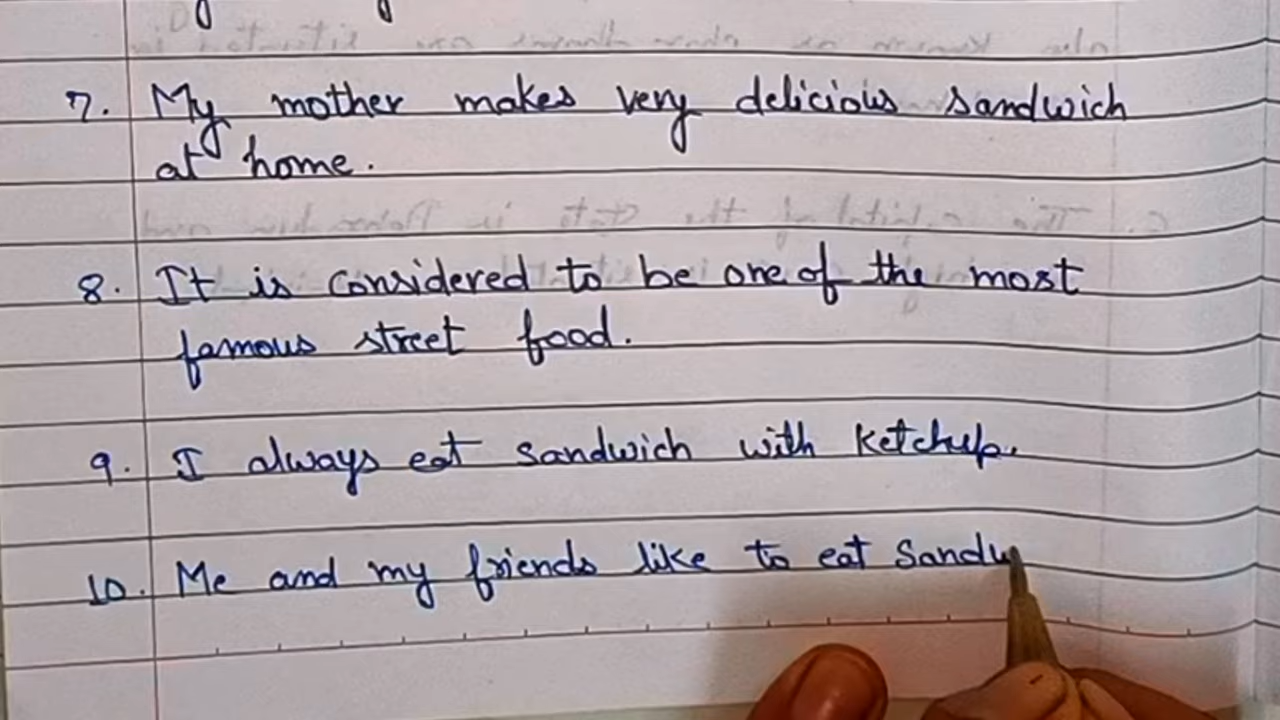 7. My mother makes very delicious sandwich
at home.
8. It is considered to be one of the most
famous street food.
9. I always eat sandwich with ketchup.
10. Me and my friends like to eat